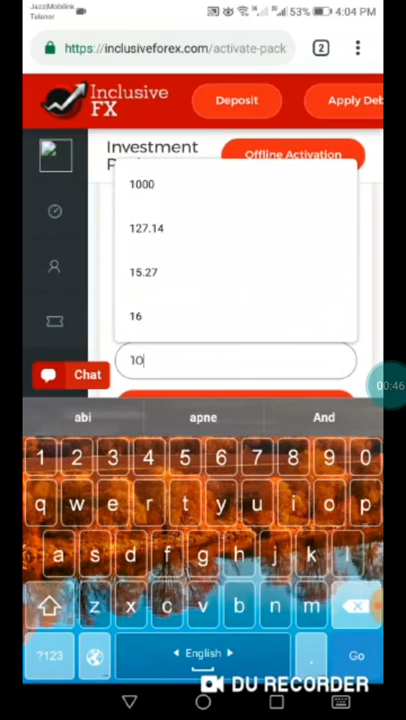 Jazz|Mobilink
Telenor
53% 4:04 PM
https://inclusiveforex.com/activate-pack
2
Inclusive
FX
Deposit
Apply Deb
Investment
Offline Activation
1000
127.14
15.27
16
10
Chat
00:46
abi apne And
1 2 3 4 5 6 7 8 9 0
q w e r t y u i o p
a s d f g h j k l
z x c v b n m
?123 English . Go
DU RECORDER